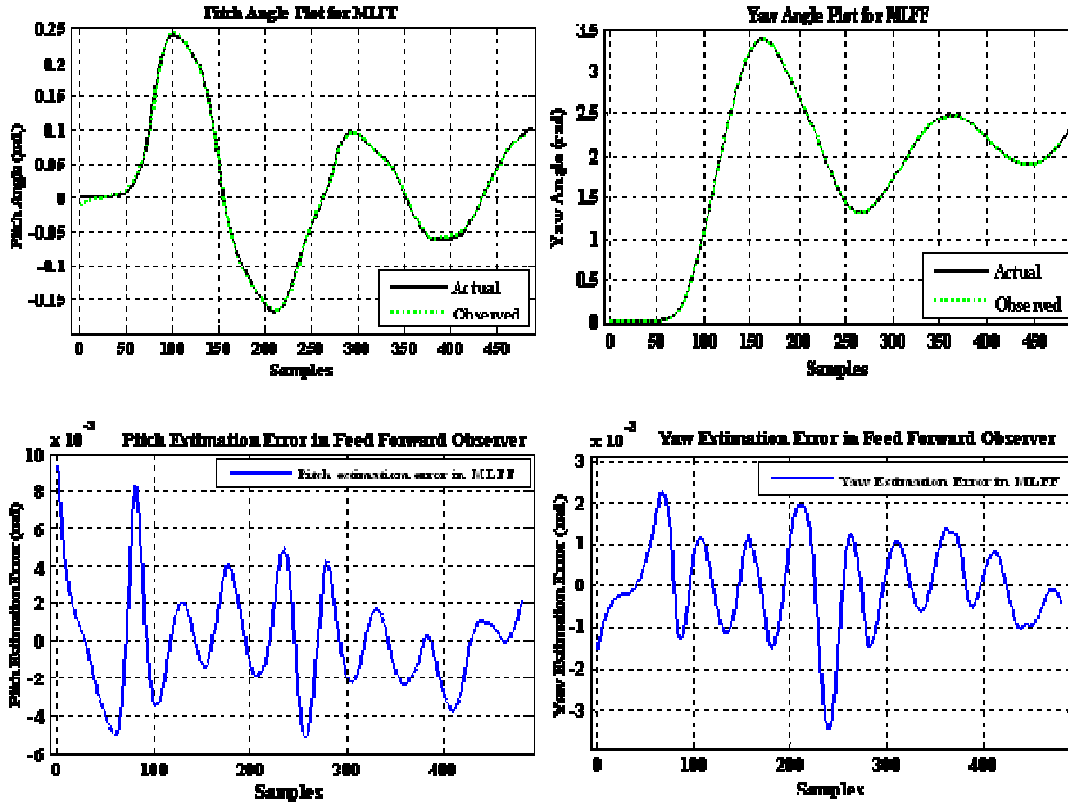 Pitch Angle Plot for MLFF
0.25
0.2
0.15
0.1
0.05
0
-0.05
-0.1
-0.15
Pitch Angle (rad)
Actual
Observed
0 50 100 150 200 250 300 350 400 450
Samples
Yaw Angle Plot for MLFF
3.5
3
2.5
2
1.5
1
0.5
0
Yaw Angle (rad)
Actual
Observed
0 50 100 150 200 250 300 350 400 450
Samples
x 10
Pitch Estimation Error in Feed Forward Observer
10
8
6
4
2
0
-2
-4
-6
Pitch Estimation Error (rad)
Pitch estimation error in MLFF
0 100 200 300 400
Samples
x 10
Yaw Estimation Error in Feed Forward Observer
3
2
1
0
-1
-2
-3
Yaw Estimation Error (rad)
Yaw Estimation Error in MLFF
0 100 200 300 400
Samples